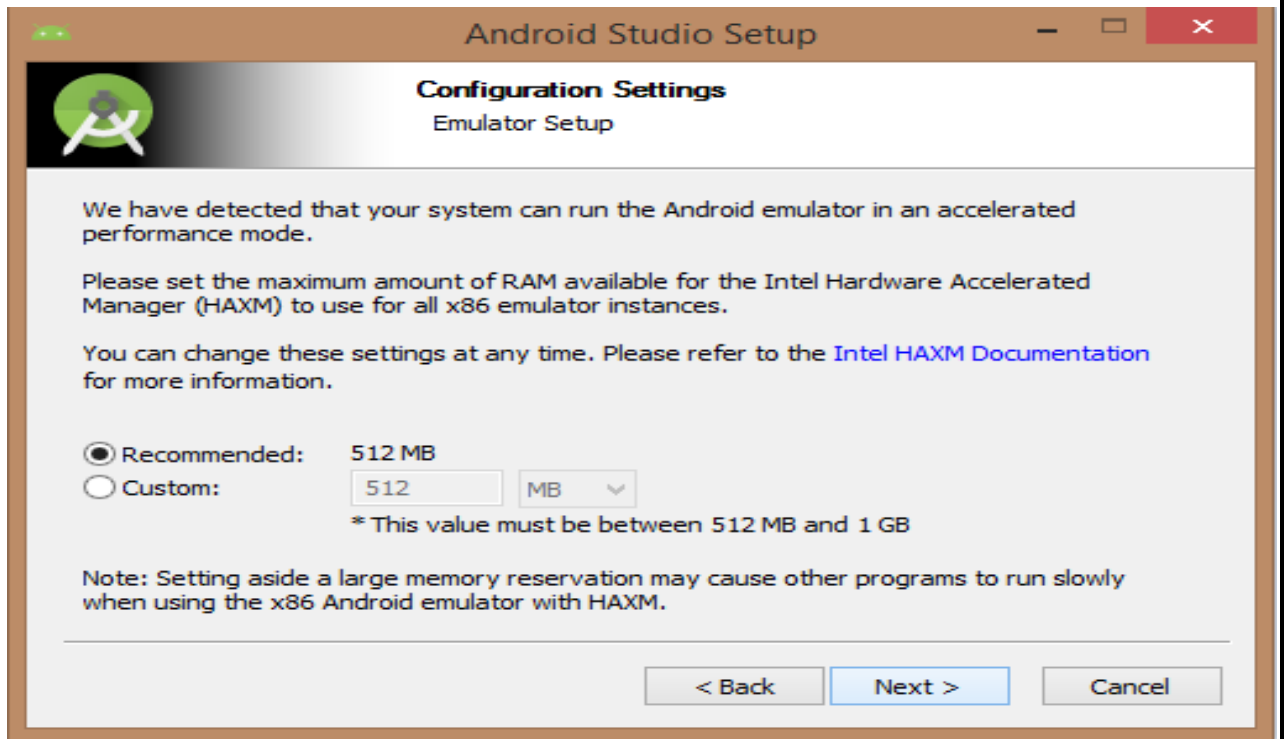 Android Studio Setup
Configuration Settings
Emulator Setup
We have detected that your system can run the Android emulator in an accelerated
performance mode.
Please set the maximum amount of RAM available for the Intel Hardware Accelerated
Manager (HAXM) to use for all x86 emulator instances.
You can change these settings at any time. Please refer to the Intel HAXM Documentation
for more information.
Recommended: 512 MB
Custom: 512 MB
* This value must be between 512 MB and 1 GB
Note: Setting aside a large memory reservation may cause other programs to run slowly
when using the x86 Android emulator with HAXM.
< Back Next > Cancel